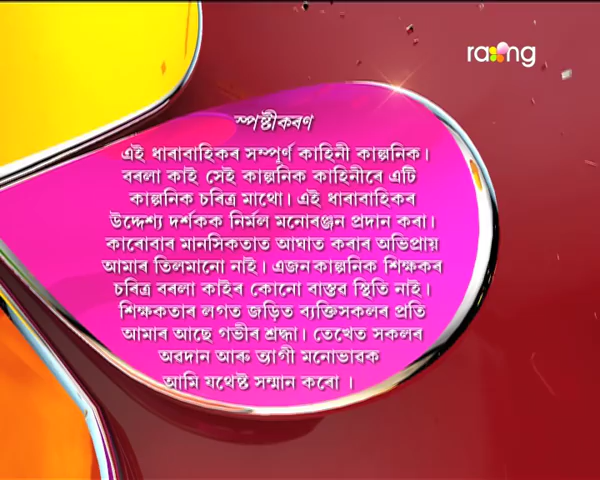 rang
স্পষ্টীকৰণ
এই ধাৰাবাহিকৰ সম্পূৰ্ণ কাহিনী কাল্পনিক।
বৰলা কাই সেই কাল্পনিক কাহিনীৰে এটি
কাল্পনিক চৰিত্ৰ মাথো। এই ধাৰাবাহিকৰ
উদ্দেশ্য দৰ্শকক নিৰ্মল মনোৰঞ্জন প্ৰদান কৰা।
কাৰোবাৰ মানসিকতাত আঘাত কৰাৰ অভিপ্ৰায়
আমাৰ তিলমানো নাই। এজন কাল্পনিক শিক্ষকৰ
চৰিত্ৰ বৰলা কাইৰ কোনো বাস্তৱ স্থিতি নাই।
শিক্ষকতাৰ লগত জড়িত ব্যক্তিসকলৰ প্ৰতি
আমাৰ আছে গভীৰ শ্ৰদ্ধা। তেখেত সকলৰ
অৱদান আৰু ত্যাগী মনোভাৱক
আমি যথেষ্ট সন্মান কৰো ।